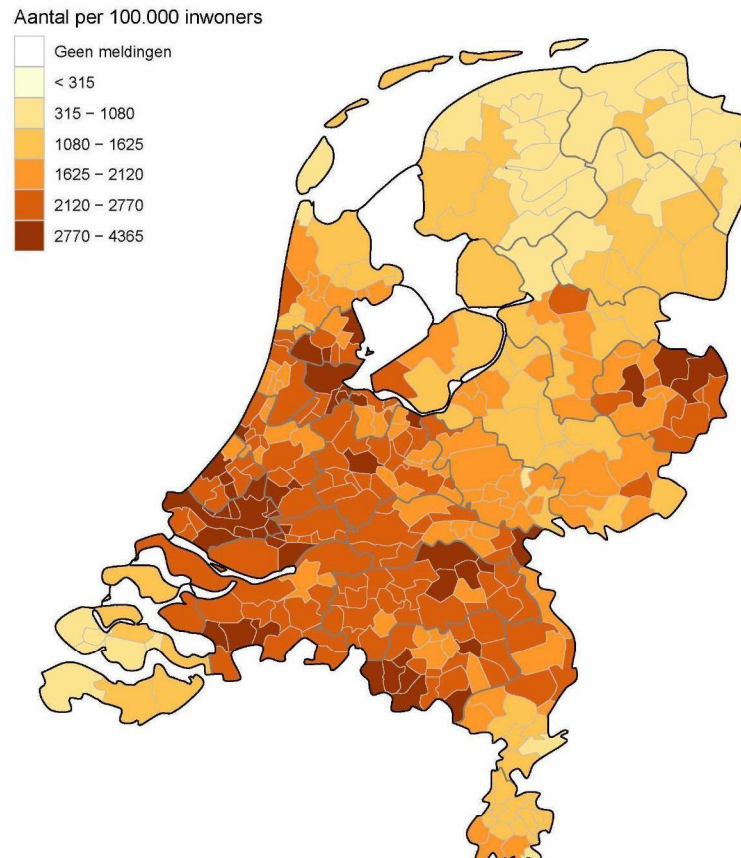 Aantal per 100.000 inwoners
Geen meldingen
< 315
315 − 1080
1080 − 1625
1625 − 2120
2120 − 2770
2770 − 4365